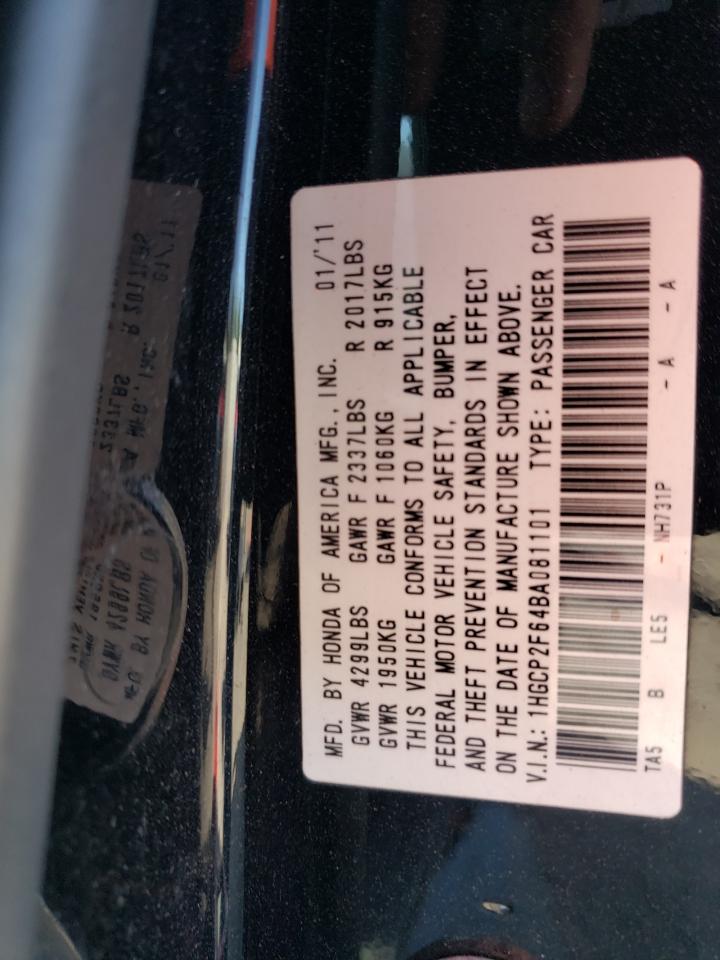 MFD. BY HONDA OF AMERICA MFG., INC. 01/'11
GVWR 4299LBS GAWR F 2337LBS R 2017LBS
GVWR 1950KG GAWR F 1060KG R 915KG
THIS VEHICLE CONFORMS TO ALL APPLICABLE
FEDERAL MOTOR VEHICLE SAFETY, BUMPER,
AND THEFT PREVENTION STANDARDS IN EFFECT
ON THE DATE OF MANUFACTURE SHOWN ABOVE.
V.I.N.: 1HGCP2F64BA081101 TYPE: PASSENGER CAR
TA5 B LE5 - NH731P - A - A